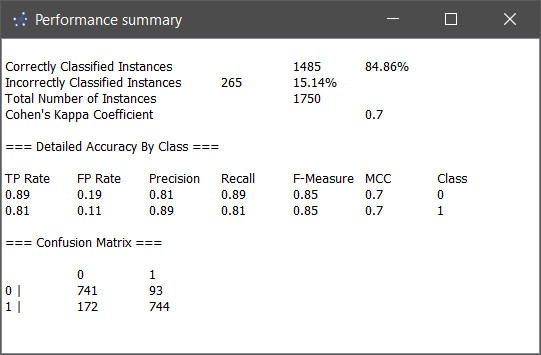 Performance summary
Correctly Classified Instances 1485 84.86%
Incorrectly Classified Instances 265 15.14%
Total Number of Instances 1750
Cohen's Kappa Coefficient 0.7
=== Detailed Accuracy By Class ===
TP Rate FP Rate Precision Recall F-Measure MCC Class
0.89 0.19 0.81 0.89 0.85 0.7 0
0.81 0.11 0.89 0.81 0.85 0.7 1
=== Confusion Matrix ===
0 1
0 | 741 93
1 | 172 744